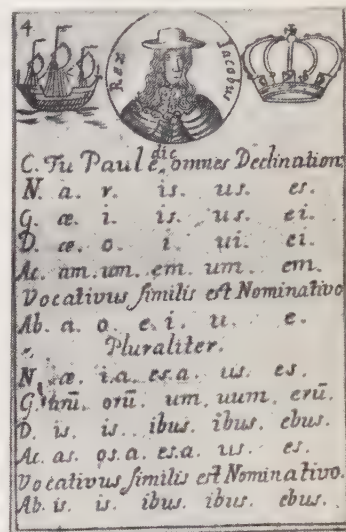 4
Rex Jacobus
dic
C. Tu Paule omnes Declination
N. a. r. is. us. es.
G. æ. i. is. us. ei.
D. æ. o. i. ui. ei.
Ac. am. um. em. um. em.
Vocativus similis est Nominativo
Ab. a. o. e. i. u. e.
Pluraliter.
N. æ. i. a. es. a. us. es.
G. arū. orū. um. uum. erū.
D. is. is. ibus. ibus. ebus.
Ac. as. os. a. es. a. us. es.
Vocativus similis est Nominativo.
Ab. is. is. ibus. ibus. ebus.